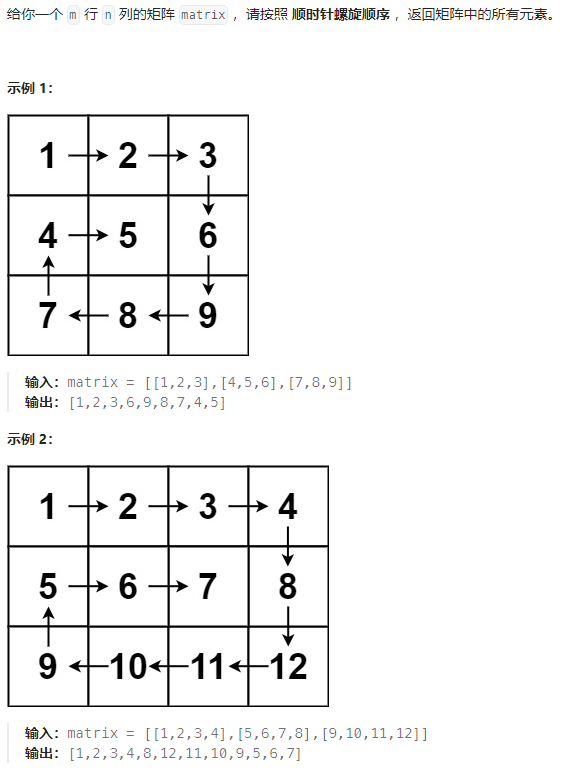 给你一个 m 行 n 列的矩阵 matrix ，请按照 顺时针螺旋顺序 ，返回矩阵中的所有元素。
示例 1：
1 2 3
4 5 6
7 8 9
输入：matrix = [[1,2,3],[4,5,6],[7,8,9]]
输出：[1,2,3,6,9,8,7,4,5]
示例 2：
1 2 3 4
5 6 7 8
9 10 11 12
输入：matrix = [[1,2,3,4],[5,6,7,8],[9,10,11,12]]
输出：[1,2,3,4,8,12,11,10,9,5,6,7]